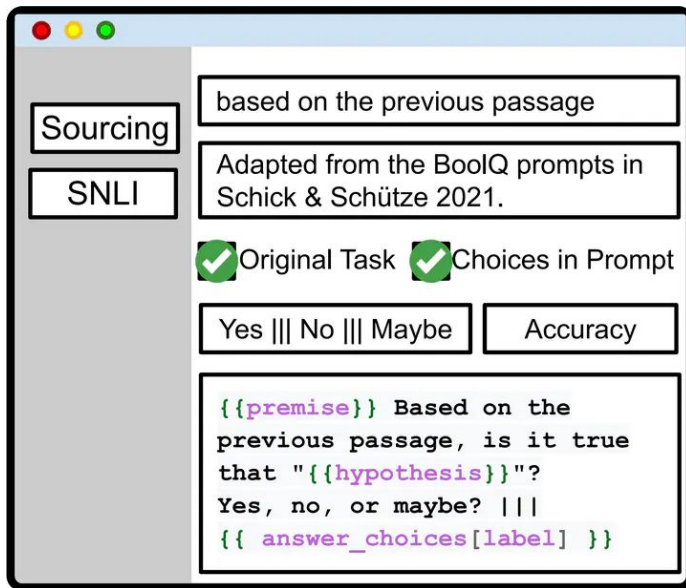 Sourcing
SNLI
based on the previous passage
Adapted from the BoolQ prompts in
Schick & Schütze 2021.
Original Task Choices in Prompt
Yes ||| No ||| Maybe
Accuracy
{{premise}} Based on the
previous passage, is it true
that "{{hypothesis}}"?
Yes, no, or maybe? |||
{{ answer_choices[label] }}